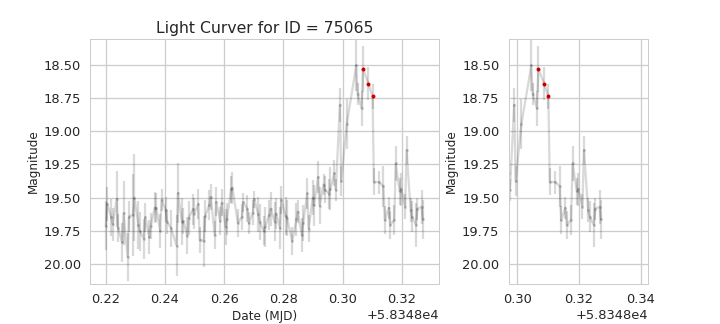 Light Curver for ID = 75065
18.50
18.75
19.00
19.25
19.50
19.75
20.00
Magnitude
0.22 0.24 0.26 0.28 0.30 0.32
Date (MJD)
+5.8348e4
18.50
18.75
19.00
19.25
19.50
19.75
20.00
Magnitude
0.30 0.32 0.34
+5.8348e4